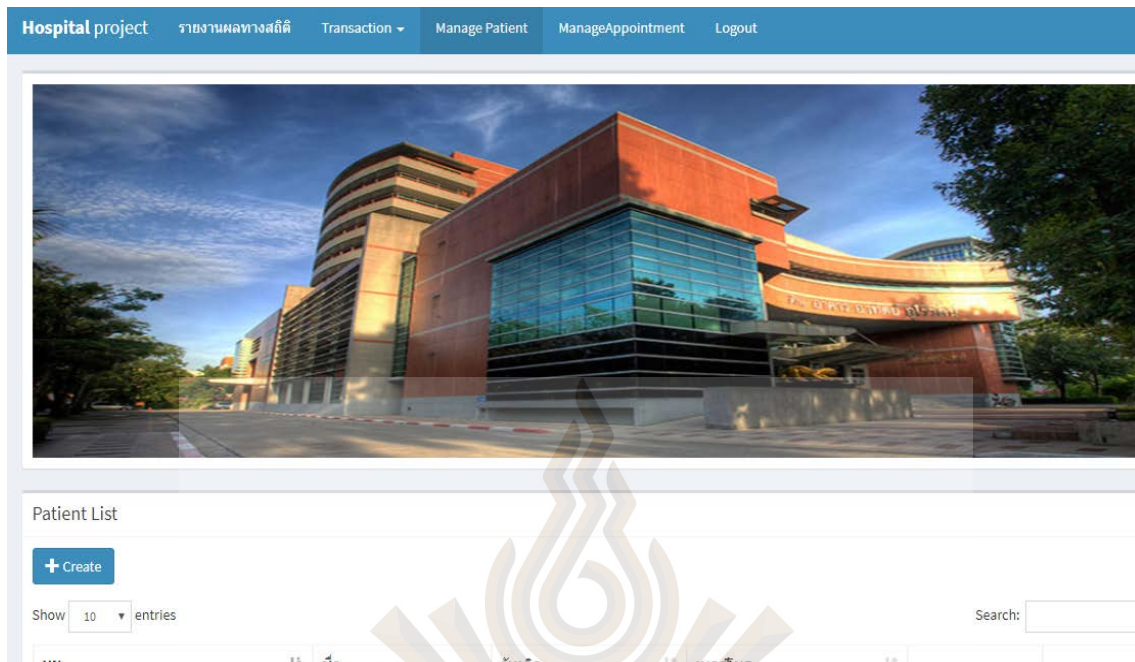 Hospital project รายงานผลทางสถิติ Transaction Manage Patient ManageAppointment Logout
Patient List
Create
Show 10 entries Search: